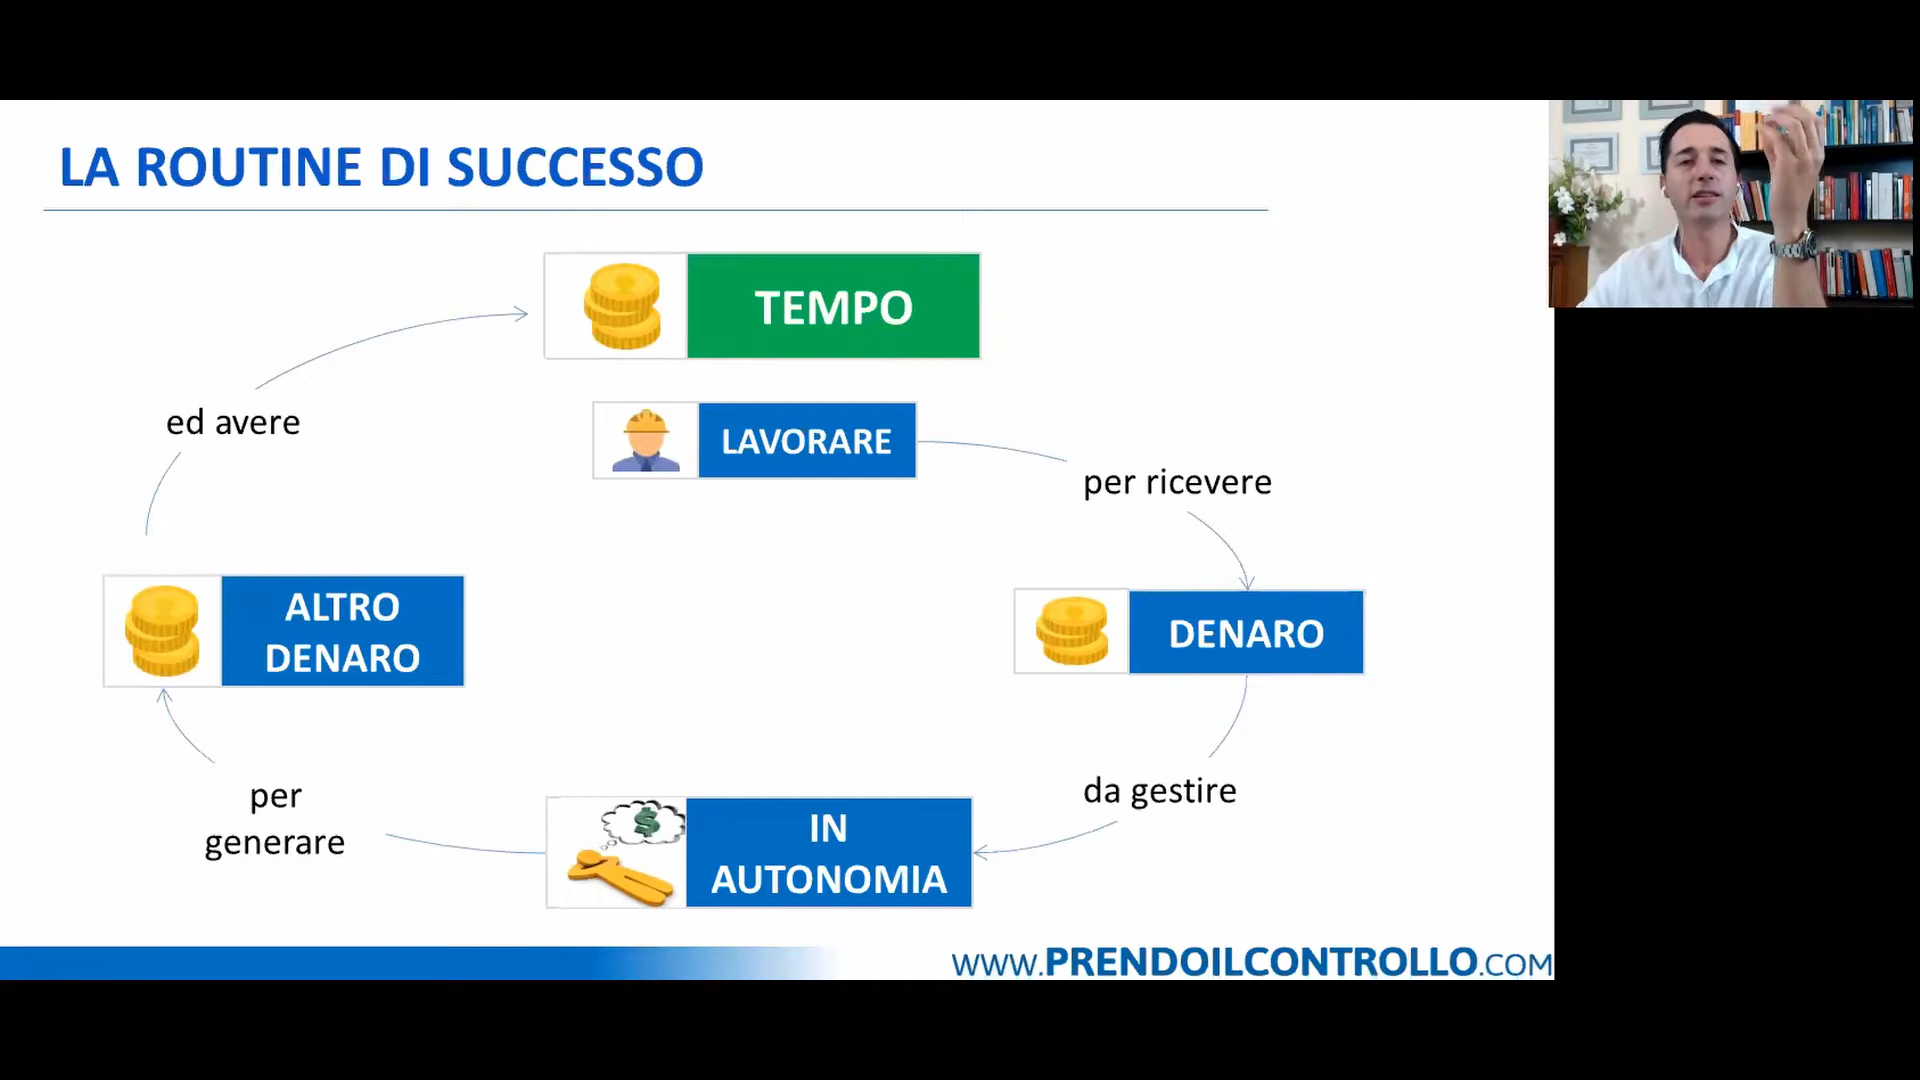 LA ROUTINE DI SUCCESSO
TEMPO
ed avere
LAVORARE
per ricevere
ALTRO
DENARO
DENARO
da gestire
per
generare
$
IN
AUTONOMIA
WWW.PRENDOILCONTROLLO.COM